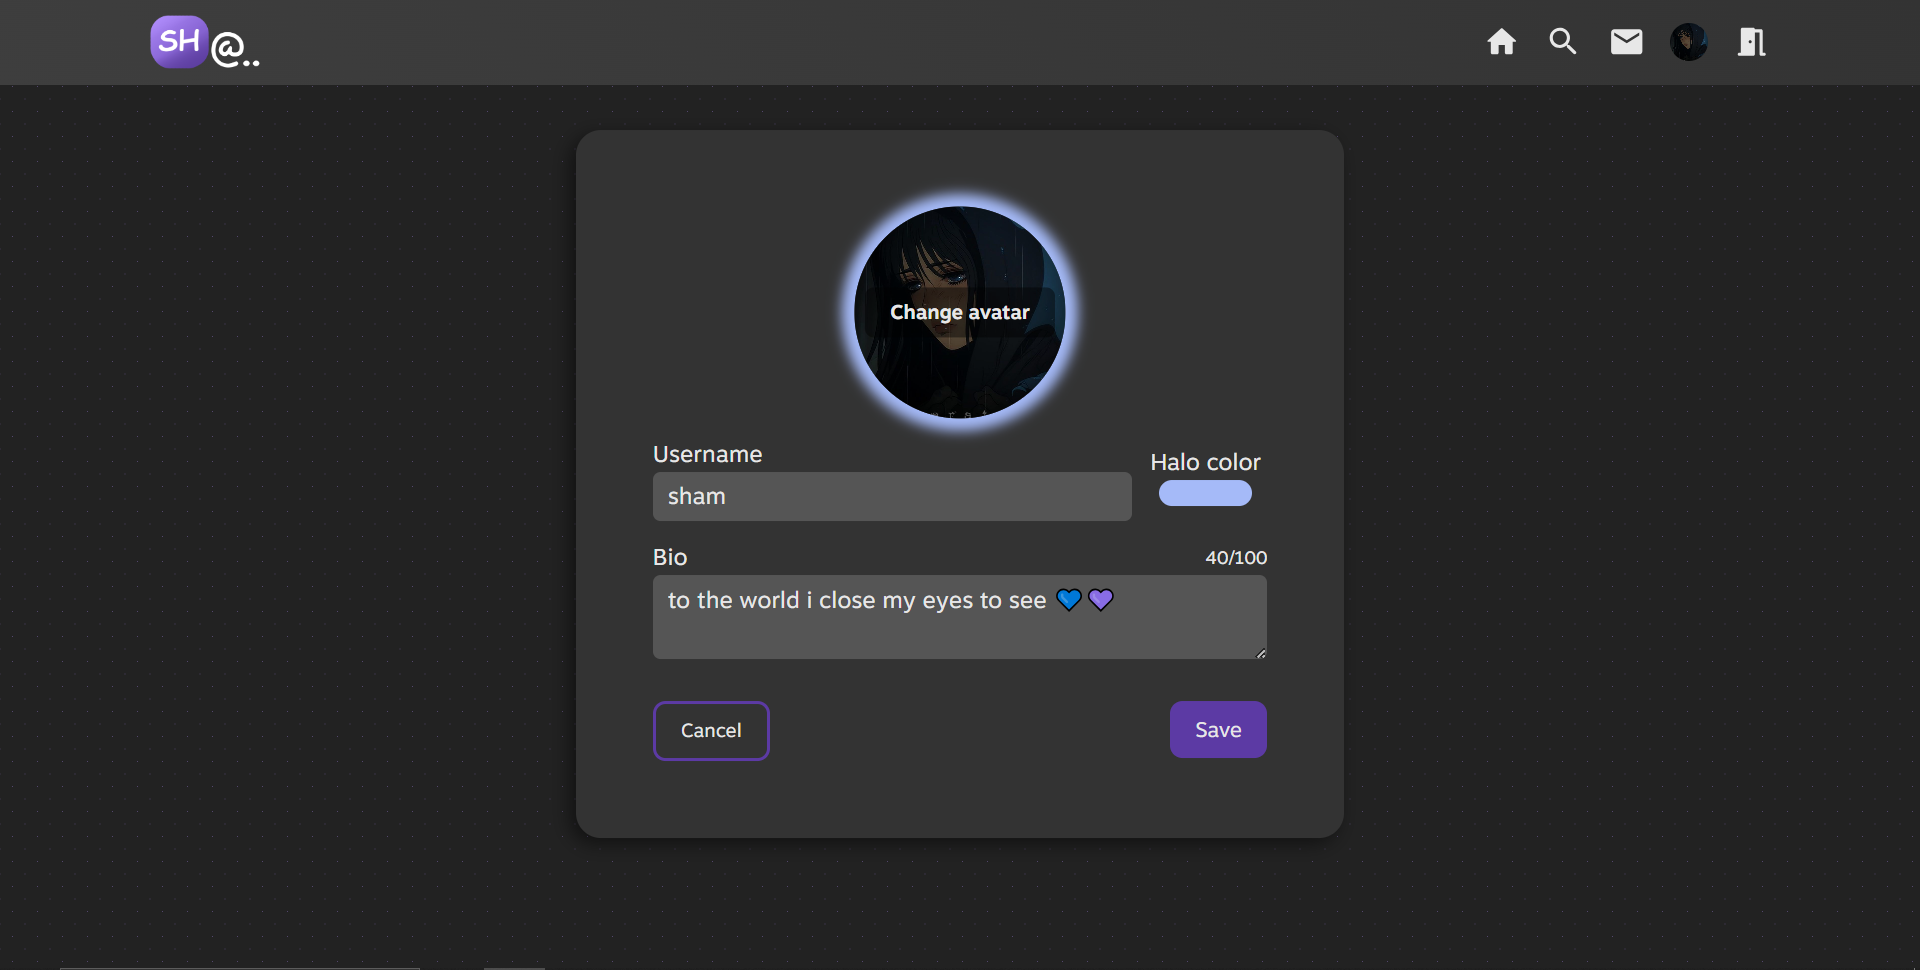 SH @..
Change avatar
Username
Halo color
sham
Bio
40/100
to the world i close my eyes to see 💙💜
Cancel
Save